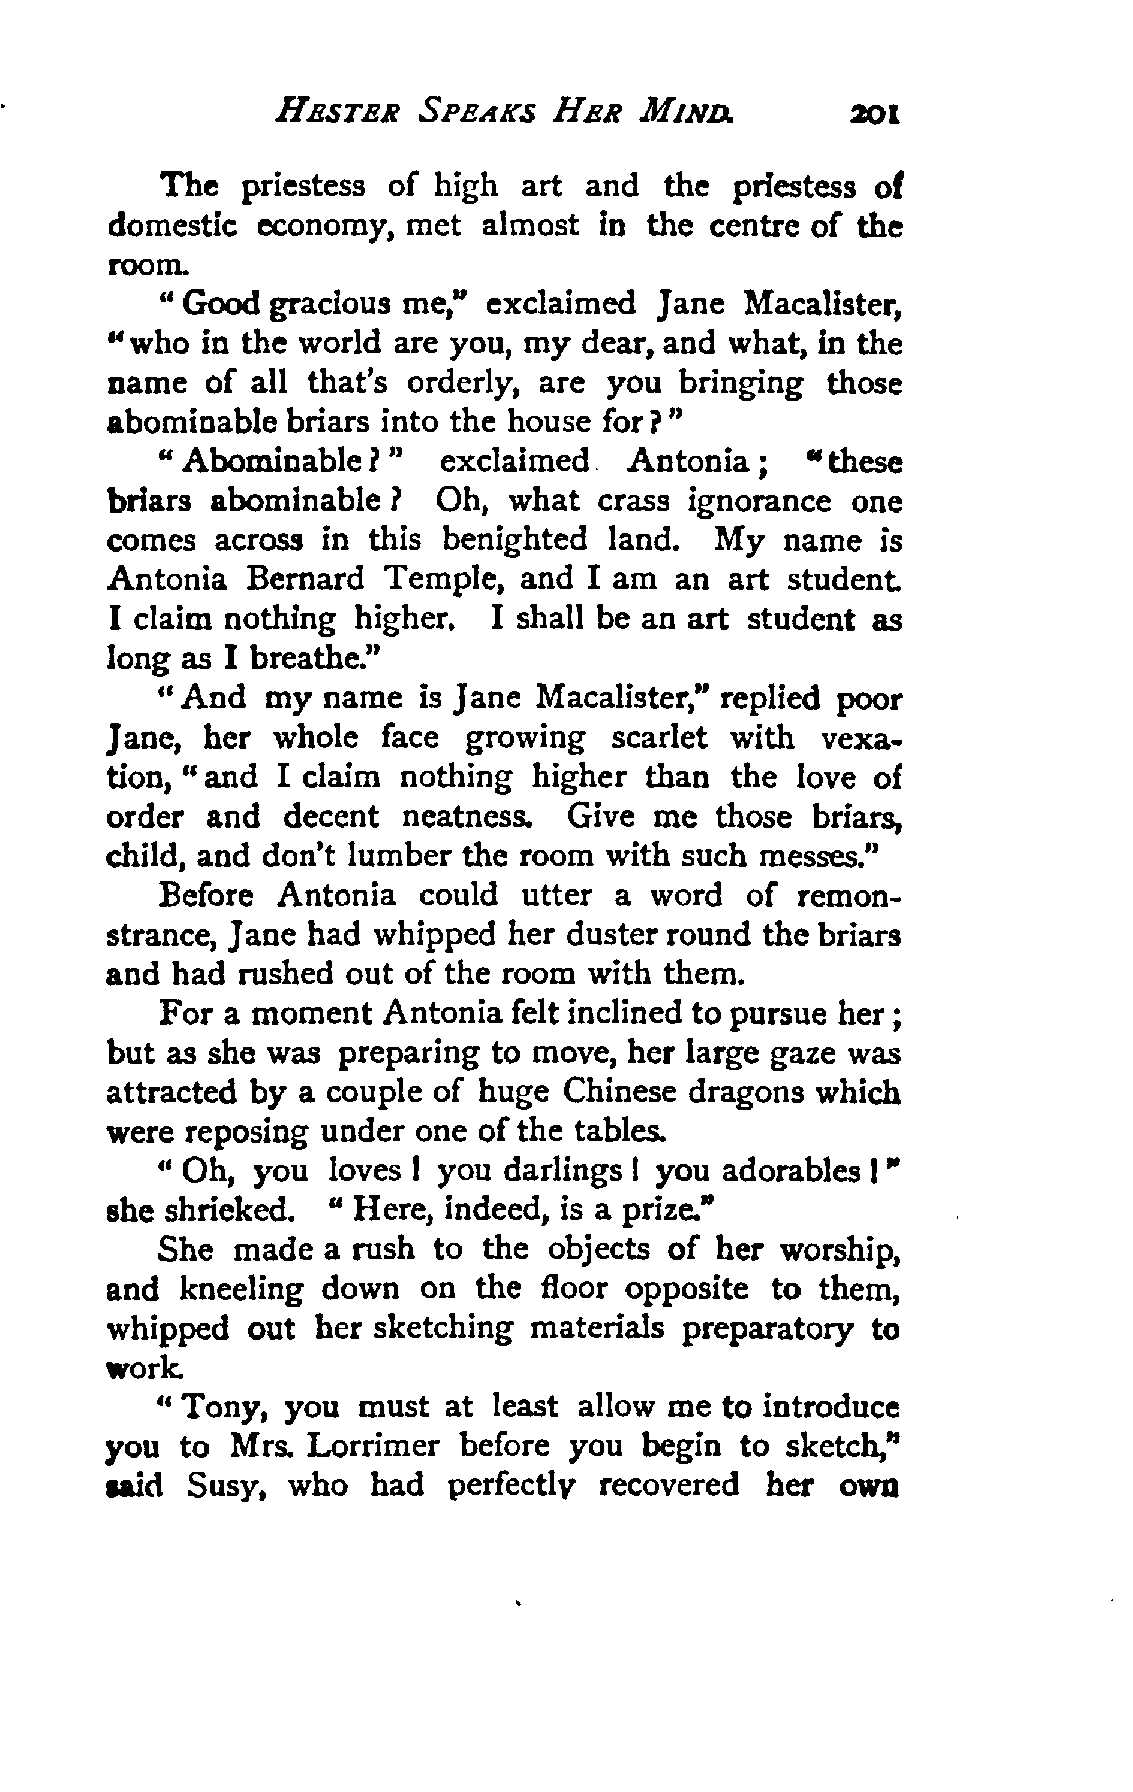 HESTER SPEAKS HER MIND. 201
The priestess of high art and the priestess of
domestic economy, met almost in the centre of the
room.
"Good gracious me," exclaimed Jane Macalister,
"who in the world are you, my dear, and what, in the
name of all that's orderly, are you bringing those
abominable briars into the house for?"
"Abominable?" exclaimed Antonia; "these
briars abominable? Oh, what crass ignorance one
comes across in this benighted land. My name is
Antonia Bernard Temple, and I am an art student.
I claim nothing higher. I shall be an art student as
long as I breathe."
"And my name is Jane Macalister," replied poor
Jane, her whole face growing scarlet with vexa-
tion, "and I claim nothing higher than the love of
order and decent neatness. Give me those briars,
child, and don't lumber the room with such messes."
Before Antonia could utter a word of remon-
strance, Jane had whipped her duster round the briars
and had rushed out of the room with them.
For a moment Antonia felt inclined to pursue her;
but as she was preparing to move, her large gaze was
attracted by a couple of huge Chinese dragons which
were reposing under one of the tables.
"Oh, you loves! you darlings! you adorables!"
she shrieked. "Here, indeed, is a prize."
She made a rush to the objects of her worship,
and kneeling down on the floor opposite to them,
whipped out her sketching materials preparatory to
work.
"Tony, you must at least allow me to introduce
you to Mrs. Lorrimer before you begin to sketch,"
said Susy, who had perfectly recovered her own